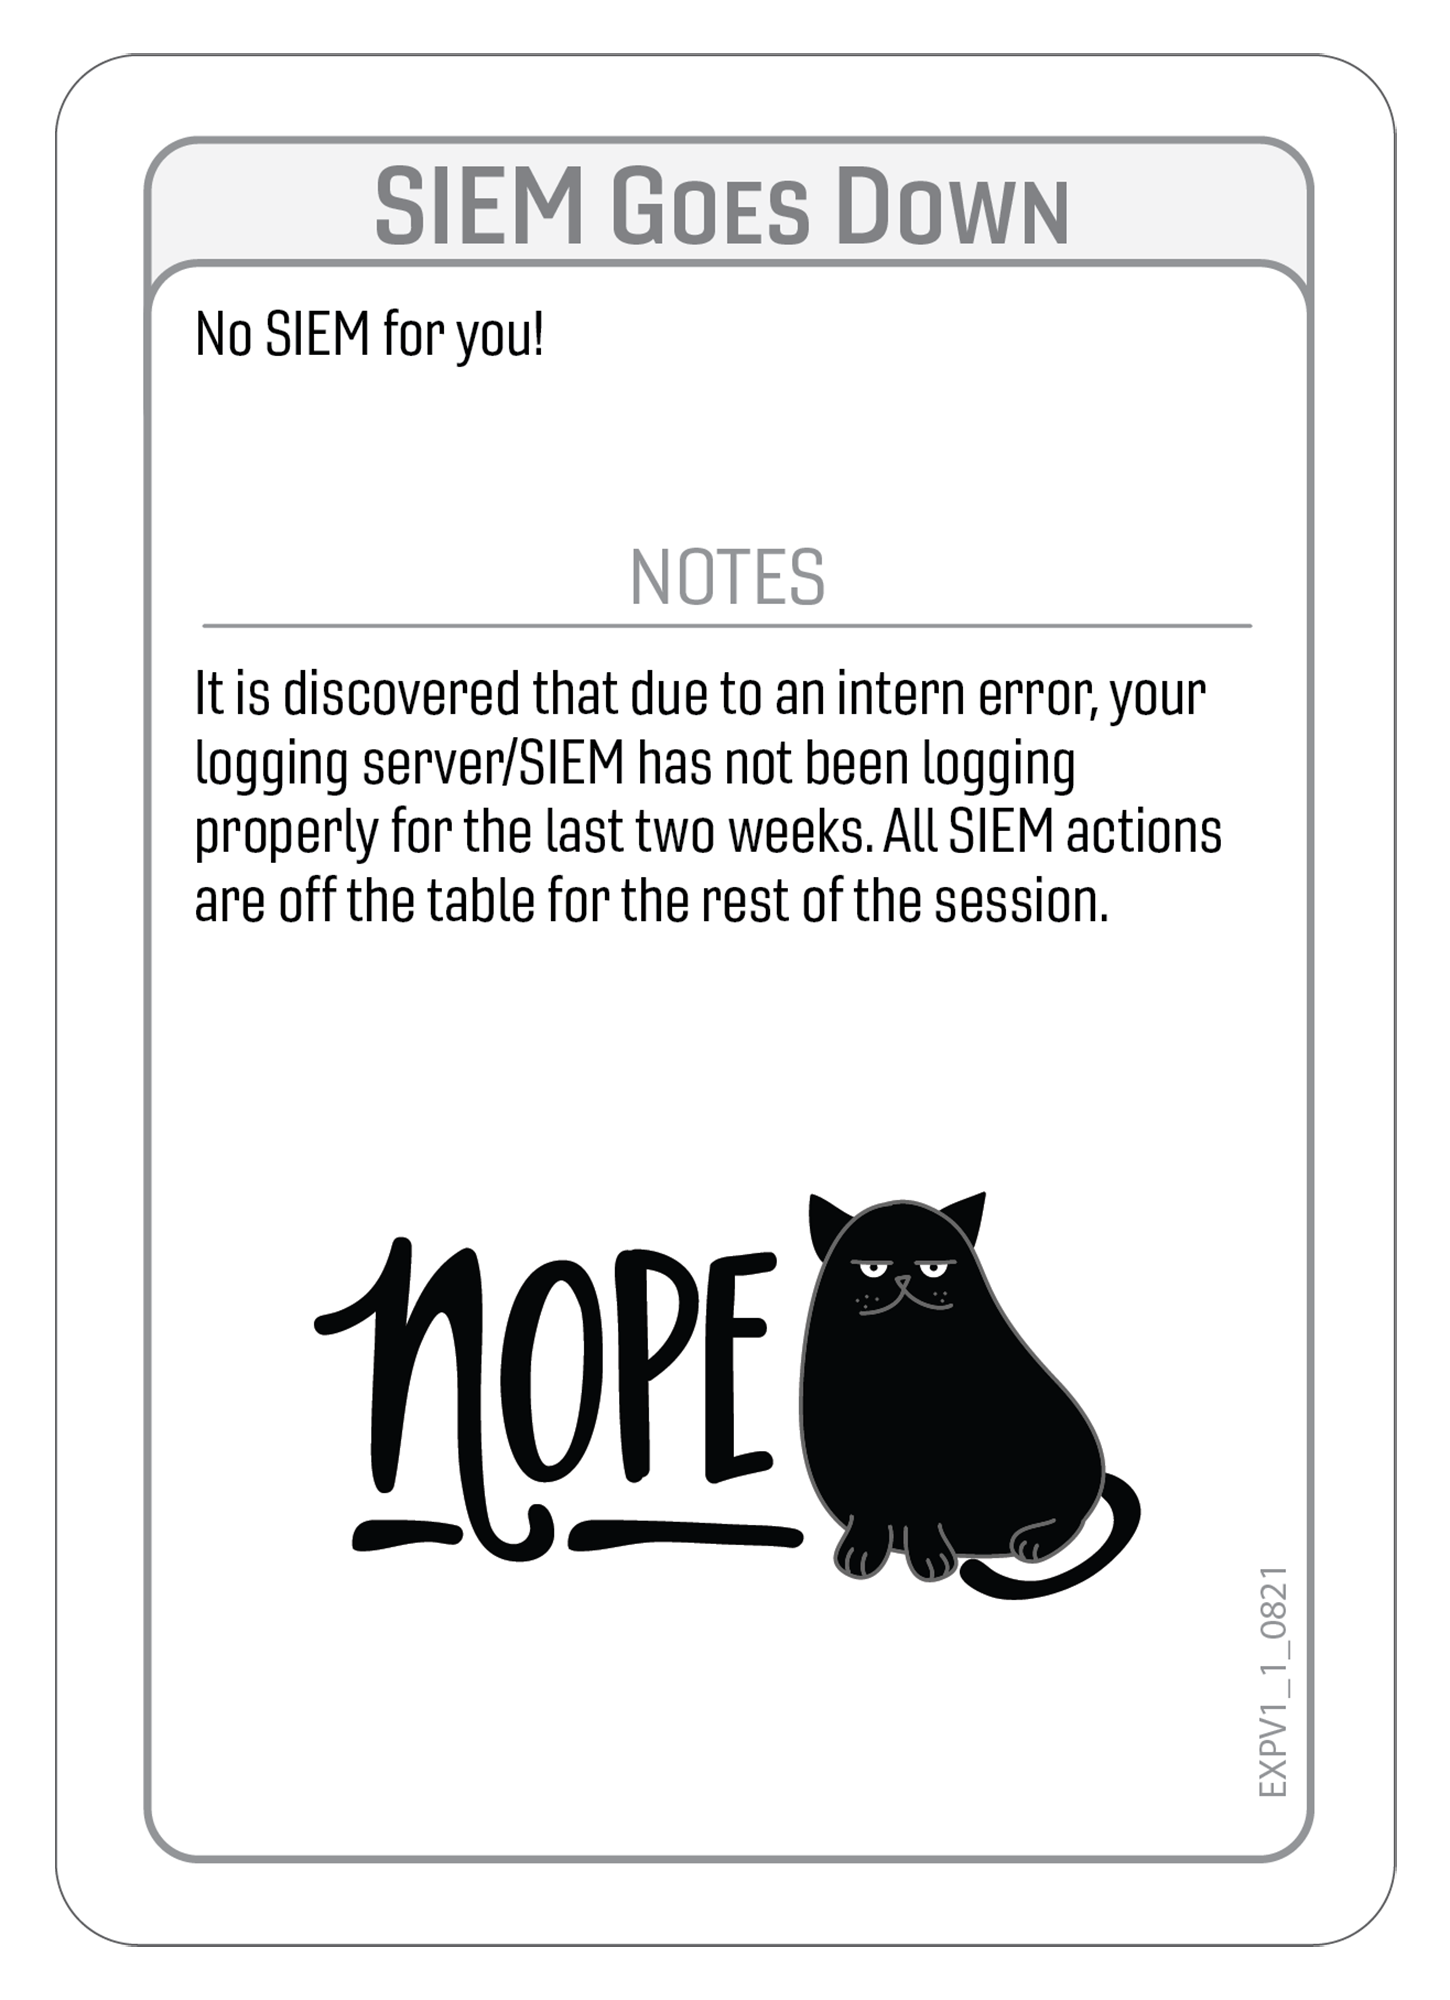 SIEM Goes Down
No SIEM for you!
NOTES
It is discovered that due to an intern error, your
logging server/SIEM has not been logging
properly for the last two weeks. All SIEM actions
are off the table for the rest of the session.
nOPE
EXPV1_1_0821